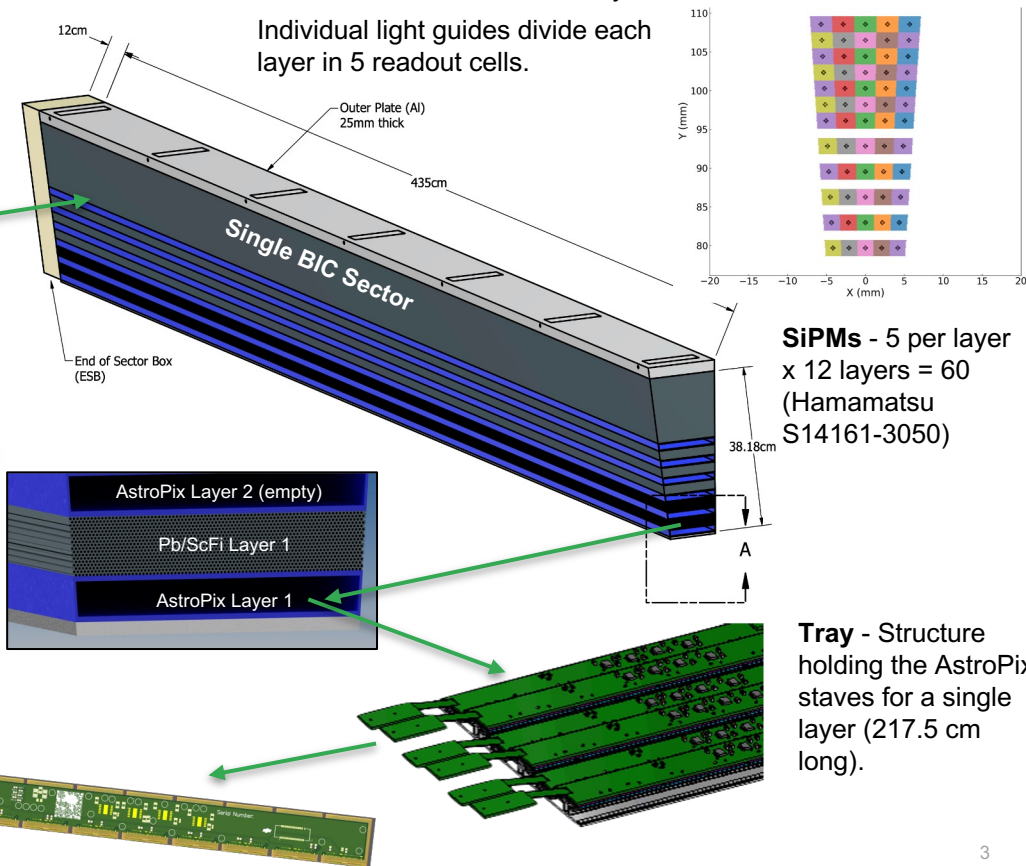 Individual light guides divide each
layer in 5 readout cells.
12cm
Outer Plate (Al)
25mm thick
435cm
Single BIC Sector
End of Sector Box
(ESB)
38.18cm
A
110
105
100
95
90
85
80
Y (mm)
−20 −15 −10 −5 0 5 10 15 20
X (mm)
SiPMs - 5 per layer
x 12 layers = 60
(Hamamatsu
S14161-3050)
AstroPix Layer 2 (empty)
Pb/ScFi Layer 1
AstroPix Layer 1
Tray - Structure
holding the AstroPix
staves for a single
layer (217.5 cm
long).
Serial Number:
3